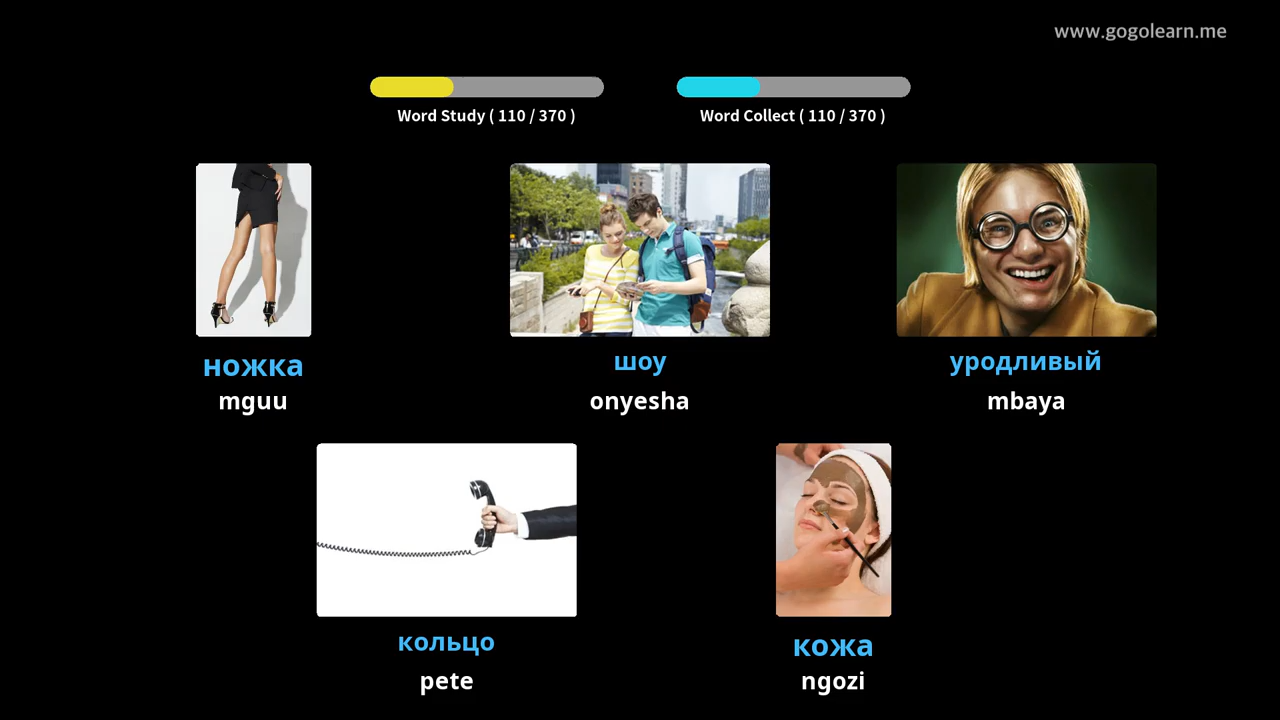 www.gogolearn.me
Word Study ( 110 / 370 )
Word Collect ( 110 / 370 )
ножка
mguu
шоу
onyesha
уродливый
mbaya
кольцо
pete
кожа
ngozi